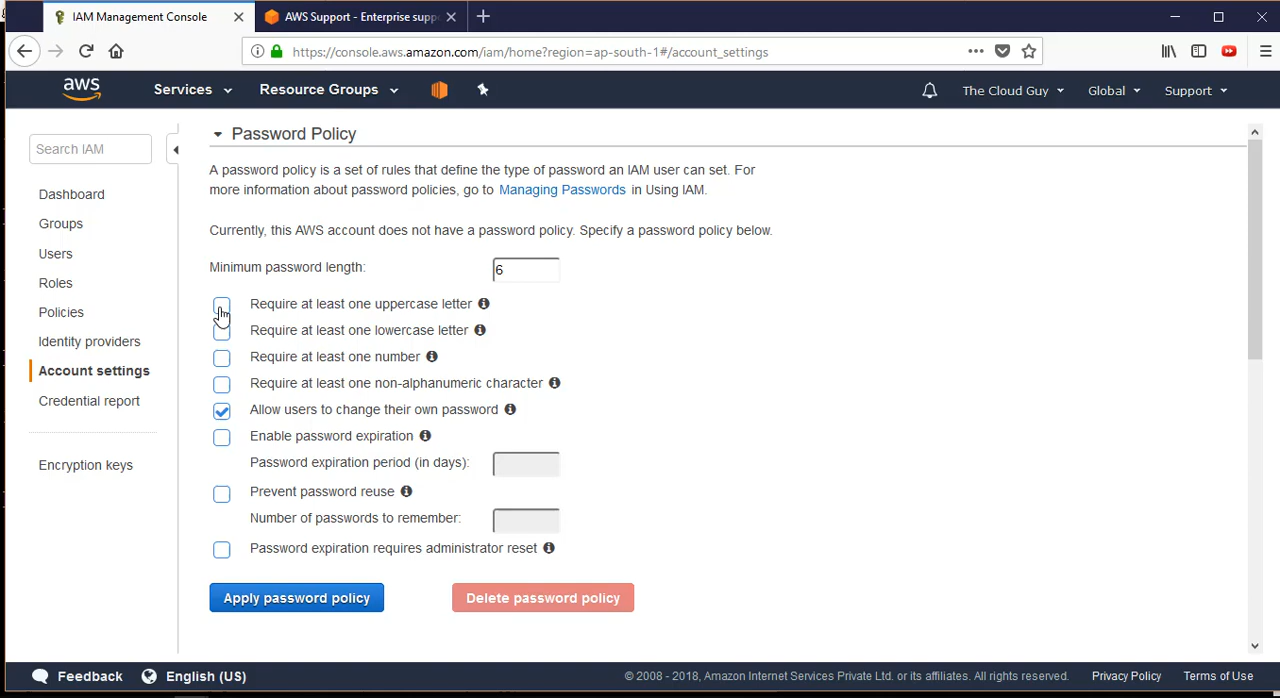 IAM Management Console
AWS Support - Enterprise supp
https://console.aws.amazon.com/iam/home?region=ap-south-1#/account_settings
aws
Services
Resource Groups
The Cloud Guy
Global
Support
Search IAM
Dashboard
Groups
Users
Roles
Policies
Identity providers
Account settings
Credential report
Encryption keys
Password Policy
A password policy is a set of rules that define the type of password an IAM user can set. For
more information about password policies, go to Managing Passwords in Using IAM.
Currently, this AWS account does not have a password policy. Specify a password policy below.
Minimum password length: 6
Require at least one uppercase letter
Require at least one lowercase letter
Require at least one number
Require at least one non-alphanumeric character
Allow users to change their own password
Enable password expiration
Password expiration period (in days):
Prevent password reuse
Number of passwords to remember:
Password expiration requires administrator reset
Apply password policy
Delete password policy
Feedback
English (US)
© 2008 - 2018, Amazon Internet Services Private Ltd. or its affiliates. All rights reserved.
Privacy Policy
Terms of Use